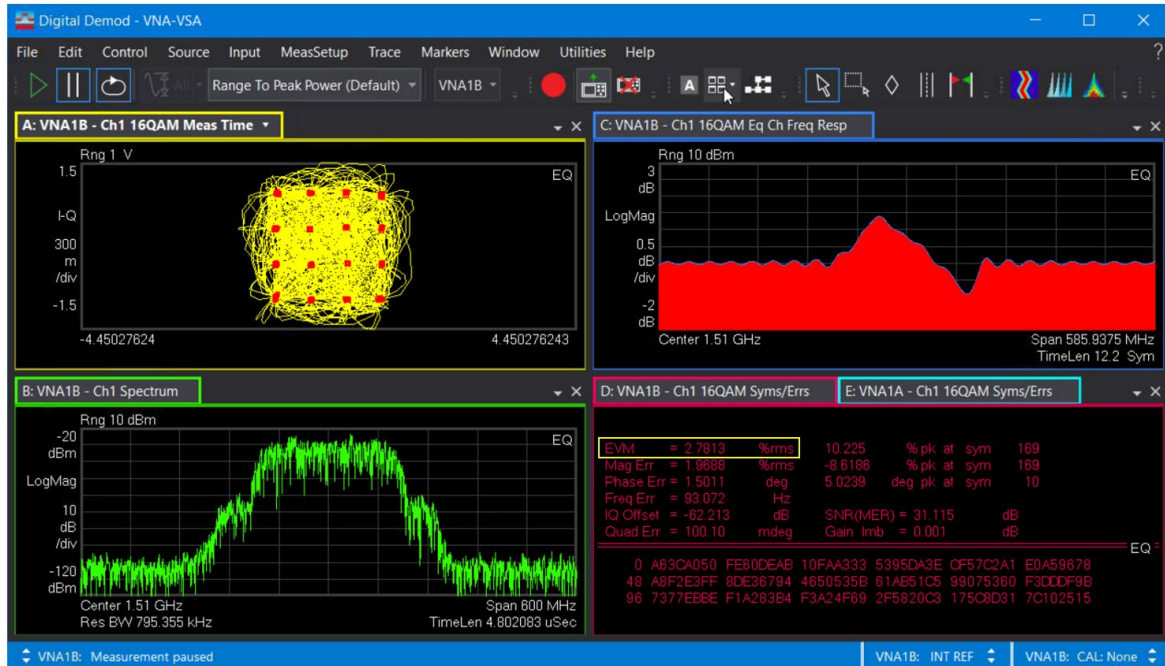 Digital Demod - VNA-VSA
File Edit Control Source Input MeasSetup Trace Markers Window Utilities Help ?
All Range To Peak Power (Default) VNA1B A
A: VNA1B - Ch1 16QAM Meas Time
Rng 1 V
1.5
EQ
I-Q
300
m
/div
-1.5
-4.45027624 4.450276243
C: VNA1B - Ch1 16QAM Eq Ch Freq Resp
Rng 10 dBm
3
dB
EQ
LogMag
0.5
dB
/div
-2
dB
Center 1.51 GHz Span 585.9375 MHz
TimeLen 12.2 Sym
B: VNA1B - Ch1 Spectrum
Rng 10 dBm
-20
dBm
EQ
LogMag
10
dB
/div
-120
dBm
Center 1.51 GHz Span 600 MHz
Res BW 795.355 kHz TimeLen 4.802083 uSec
D: VNA1B - Ch1 16QAM Syms/Errs E: VNA1A - Ch1 16QAM Syms/Errs
EVM = 2.7813 %rms 10.225 % pk at sym 169
Mag Err = 1.9688 %rms -8.6186 % pk at sym 169
Phase Err = 1.5011 deg 5.0239 deg pk at sym 10
Freq Err = 93.072 Hz
IQ Offset = -62.213 dB SNR(MER) = 31.115 dB
Quad Err = 100.10 mdeg Gain Imb = 0.001 dB
EQ
0 A63CA050 FE60DEAB 10FAA333 5395DA3E CF57C2A1 E0A59678
48 A8F2E3FF 8DE36794 4650535B 61AB51C5 99075360 F3DDDF9B
96 7377EBBE F1A283B4 F3A24F69 2F5820C3 175C8D31 7C102515
VNA1B: Measurement paused VNA1B: INT REF VNA1B: CAL: None